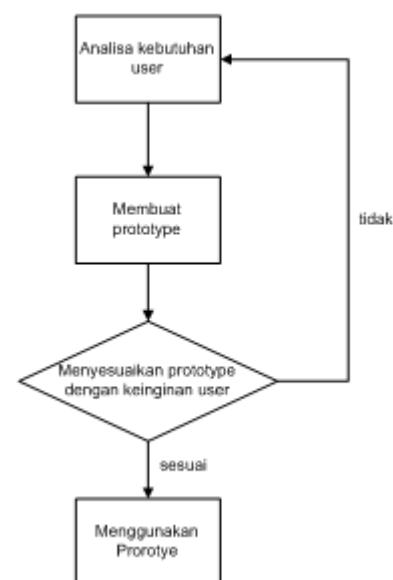 Analisa kebutuhan
user
Membuat
prototype
tidak
Menyesuaikan prototype
dengan keinginan user
sesuai
Menggunakan
Prorotye